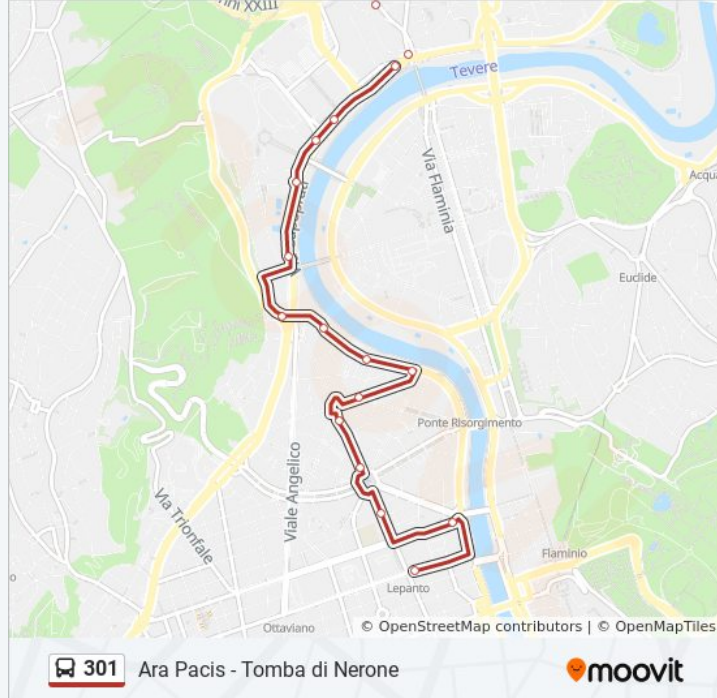 Tevere
Via Flaminia
Acqua
Euclide
Ponte Risorgimento
Viale Angelico
Via Trionfale
Flaminio
Lepanto
Ottaviano
© OpenStreetMap contributors | © OpenMapTiles
301 Ara Pacis - Tomba di Nerone
moovit